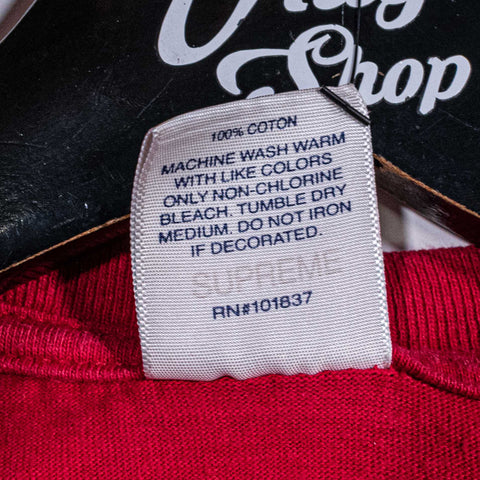 Shop
100% COTON
MACHINE WASH WARM
WITH LIKE COLORS
ONLY NON-CHLORINE
BLEACH. TUMBLE DRY
MEDIUM. DO NOT IRON
IF DECORATED.
SUPREME
RN#101837